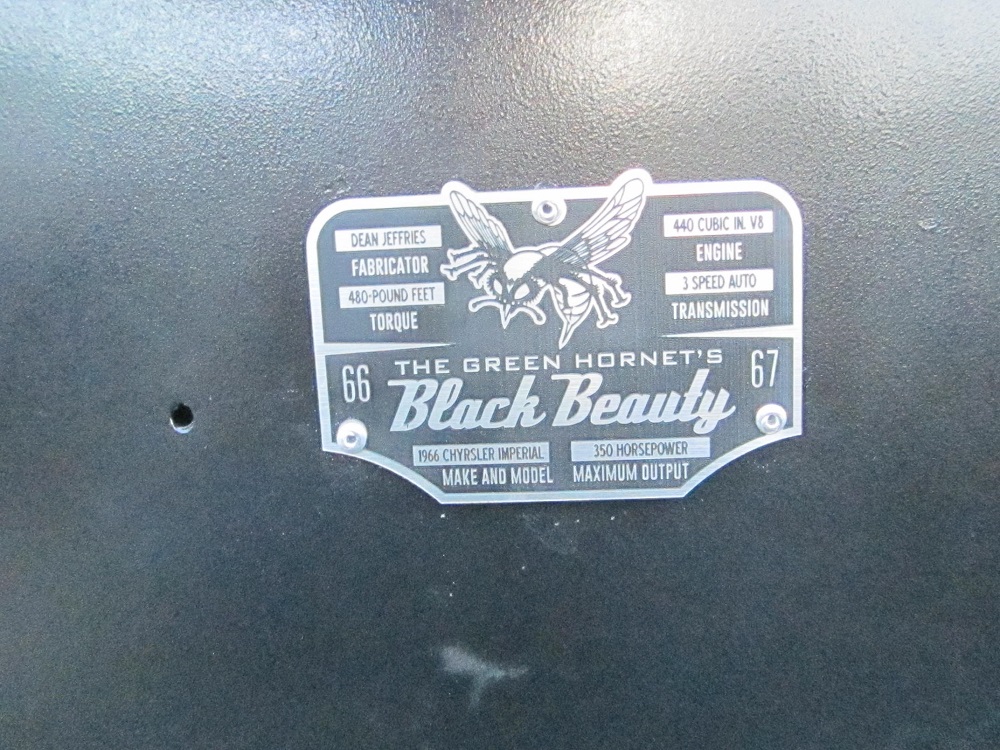 DEAN JEFFRIES
FABRICATOR
480-POUND FEET
TORQUE
440 CUBIC IN. V8
ENGINE
3 SPEED AUTO
TRANSMISSION
66
THE GREEN HORNET'S
Black Beauty
67
1966 CHYRSLER IMPERIAL
MAKE AND MODEL
350 HORSEPOWER
MAXIMUM OUTPUT